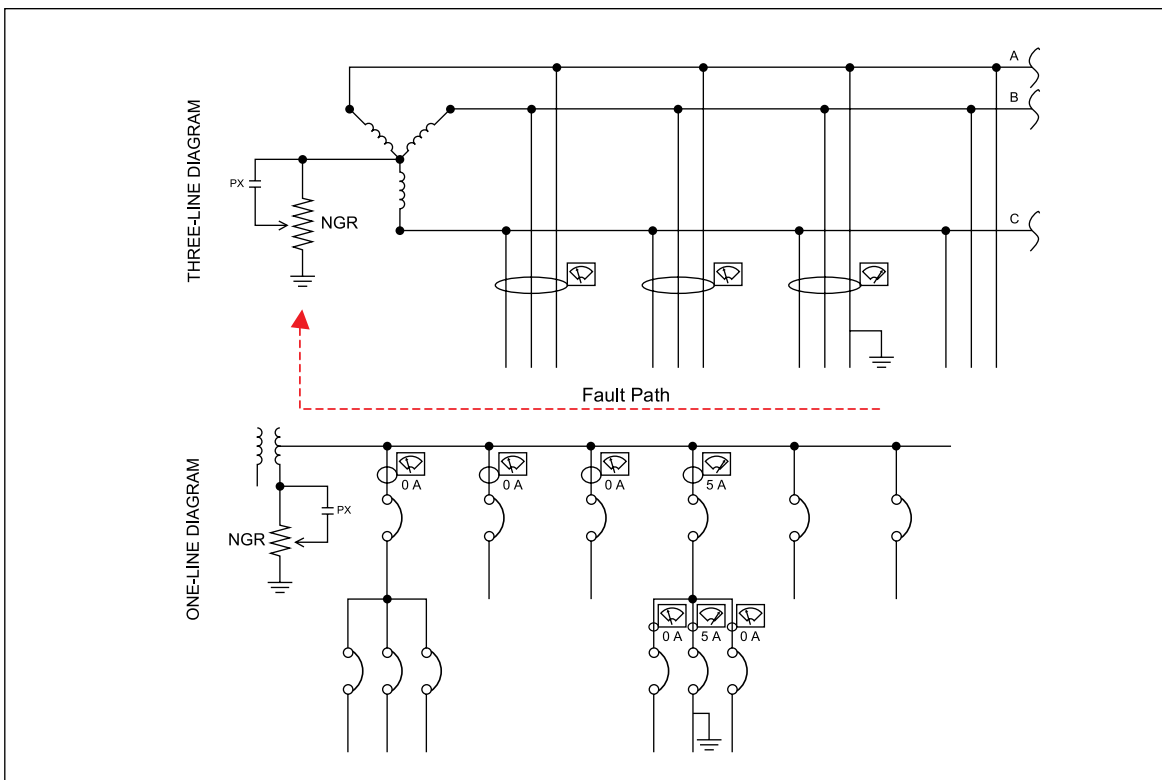 THREE-LINE DIAGRAM
A
B
PX
NGR
C
Fault Path
ONE-LINE DIAGRAM
0 A
0 A
0 A
5 A
PX
NGR
0 A
5 A
0 A